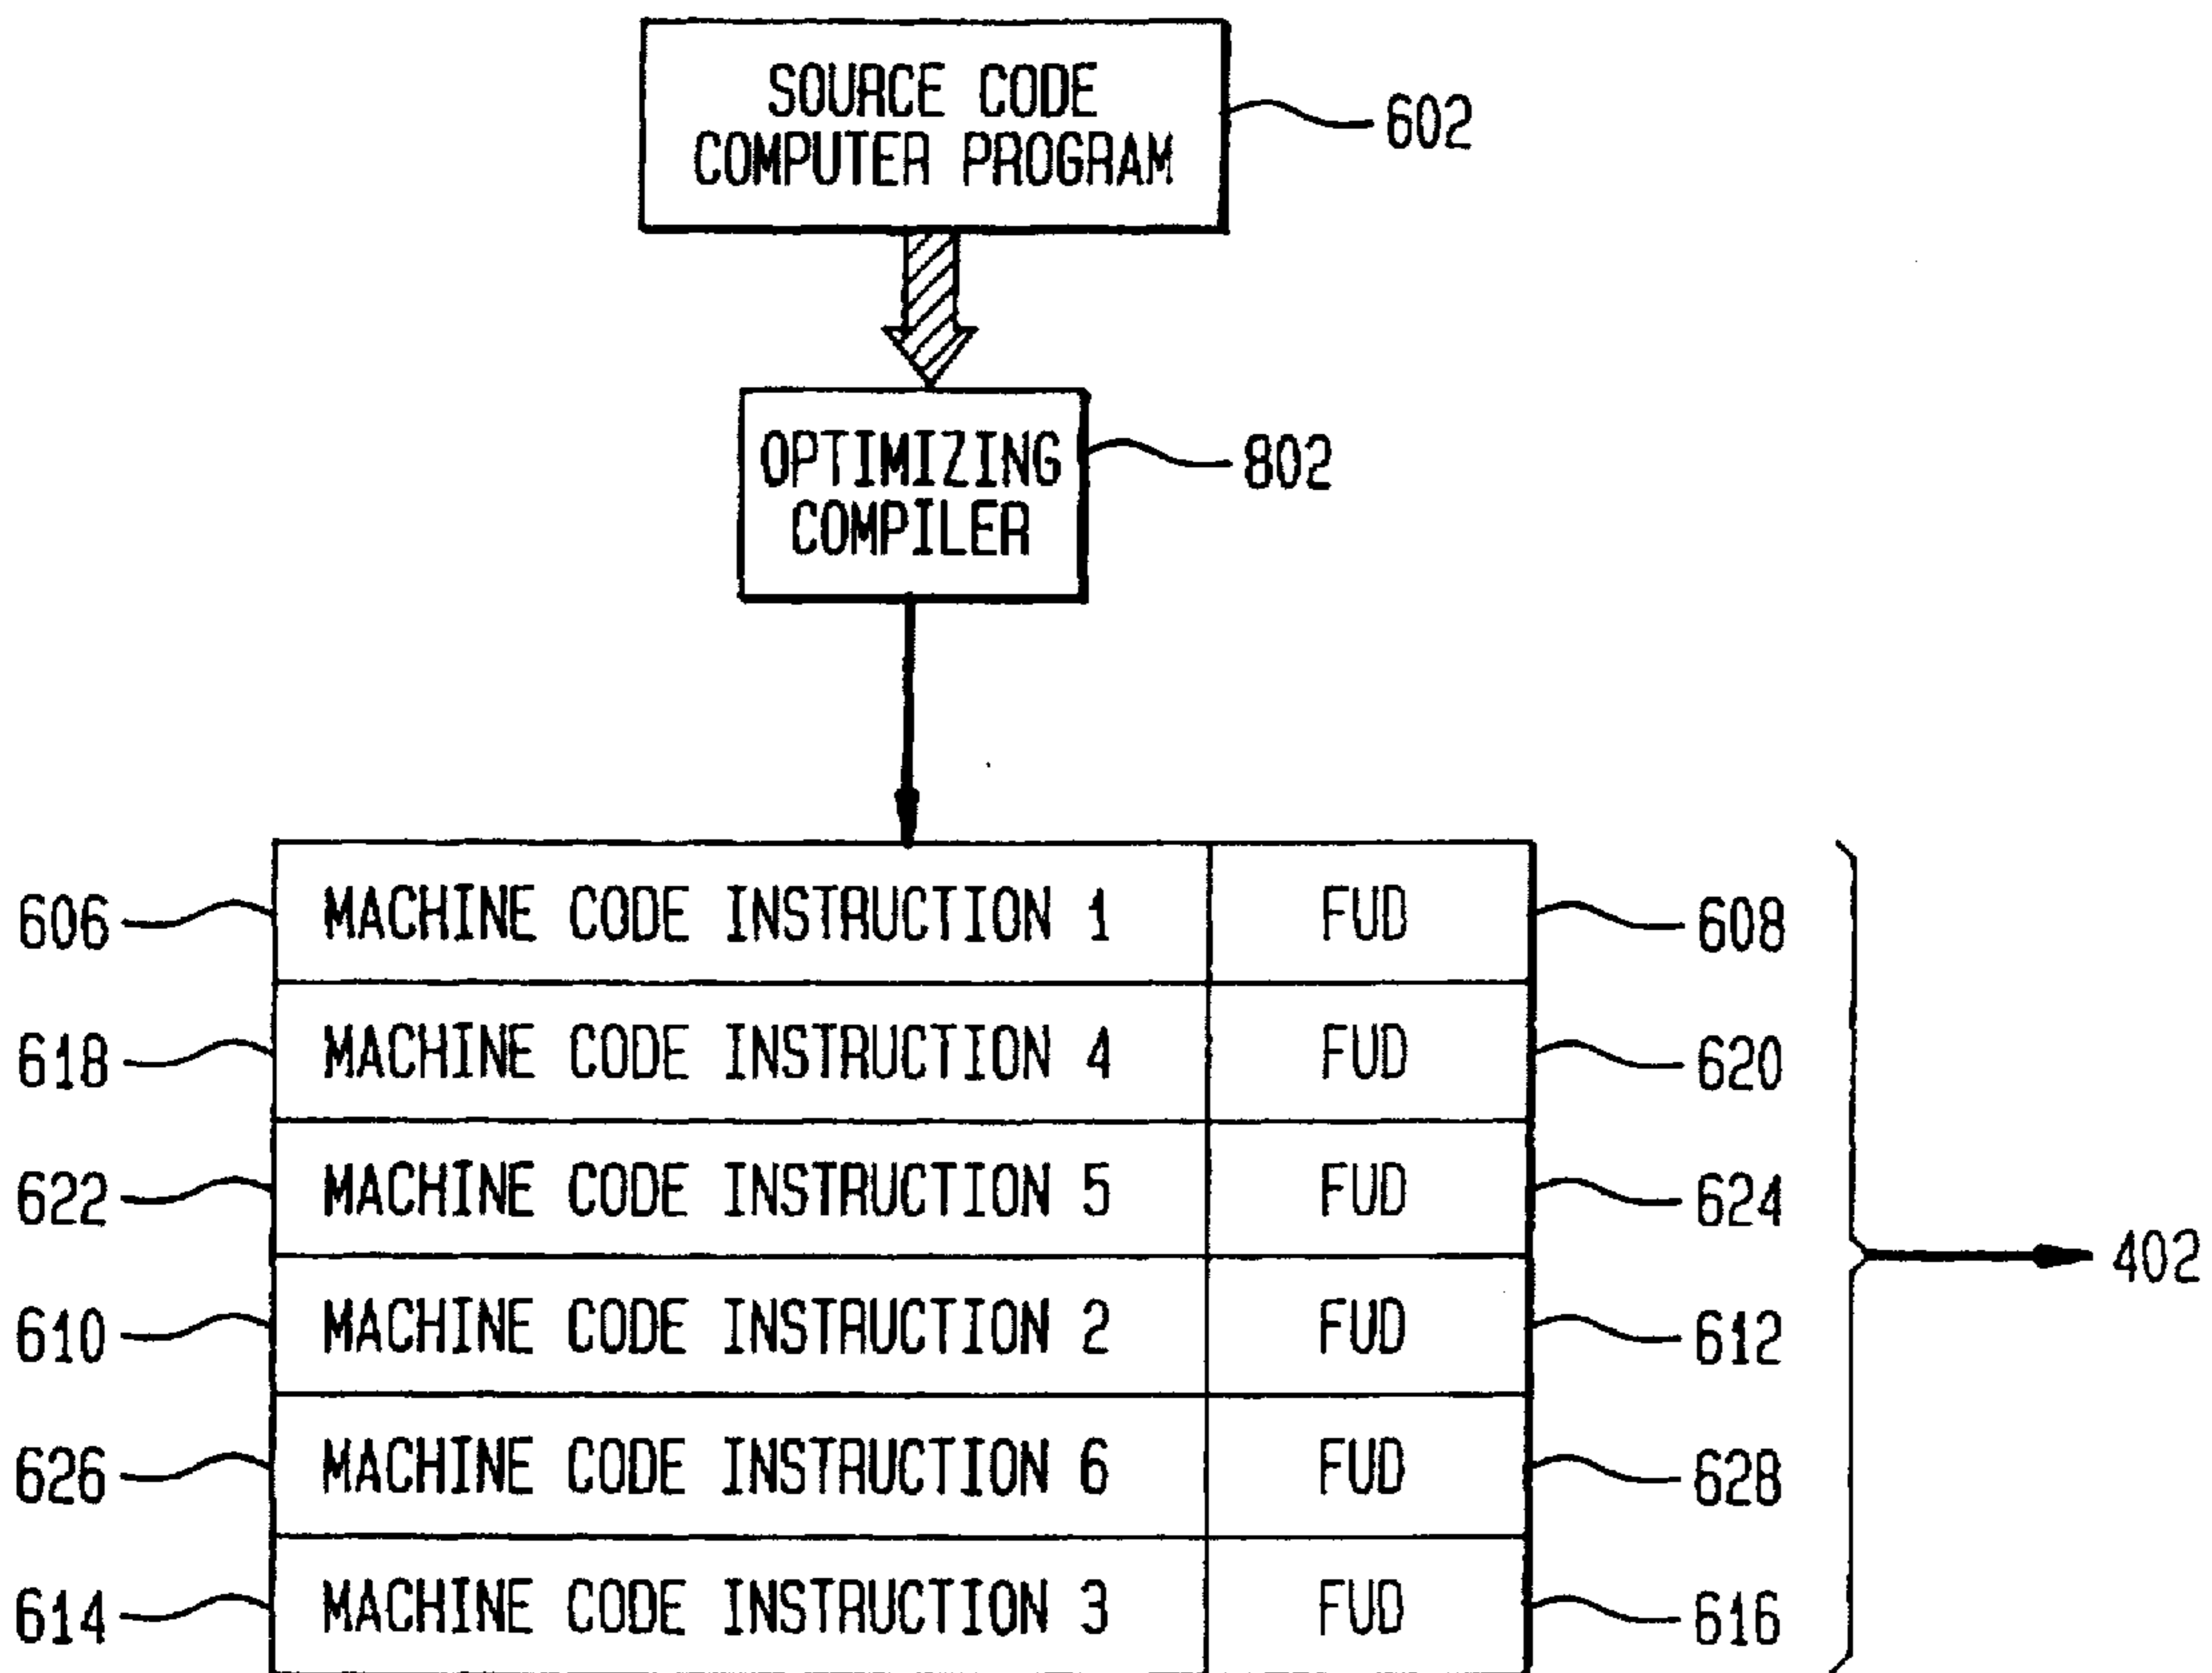 SOURCE CODE
COMPUTER PROGRAM
602
OPTIMIZING
COMPILER
802
606 MACHINE CODE INSTRUCTION 1 FUD 608
618 MACHINE CODE INSTRUCTION 4 FUD 620
622 MACHINE CODE INSTRUCTION 5 FUD 624
402
610 MACHINE CODE INSTRUCTION 2 FUD 612
626 MACHINE CODE INSTRUCTION 6 FUD 628
614 MACHINE CODE INSTRUCTION 3 FUD 616